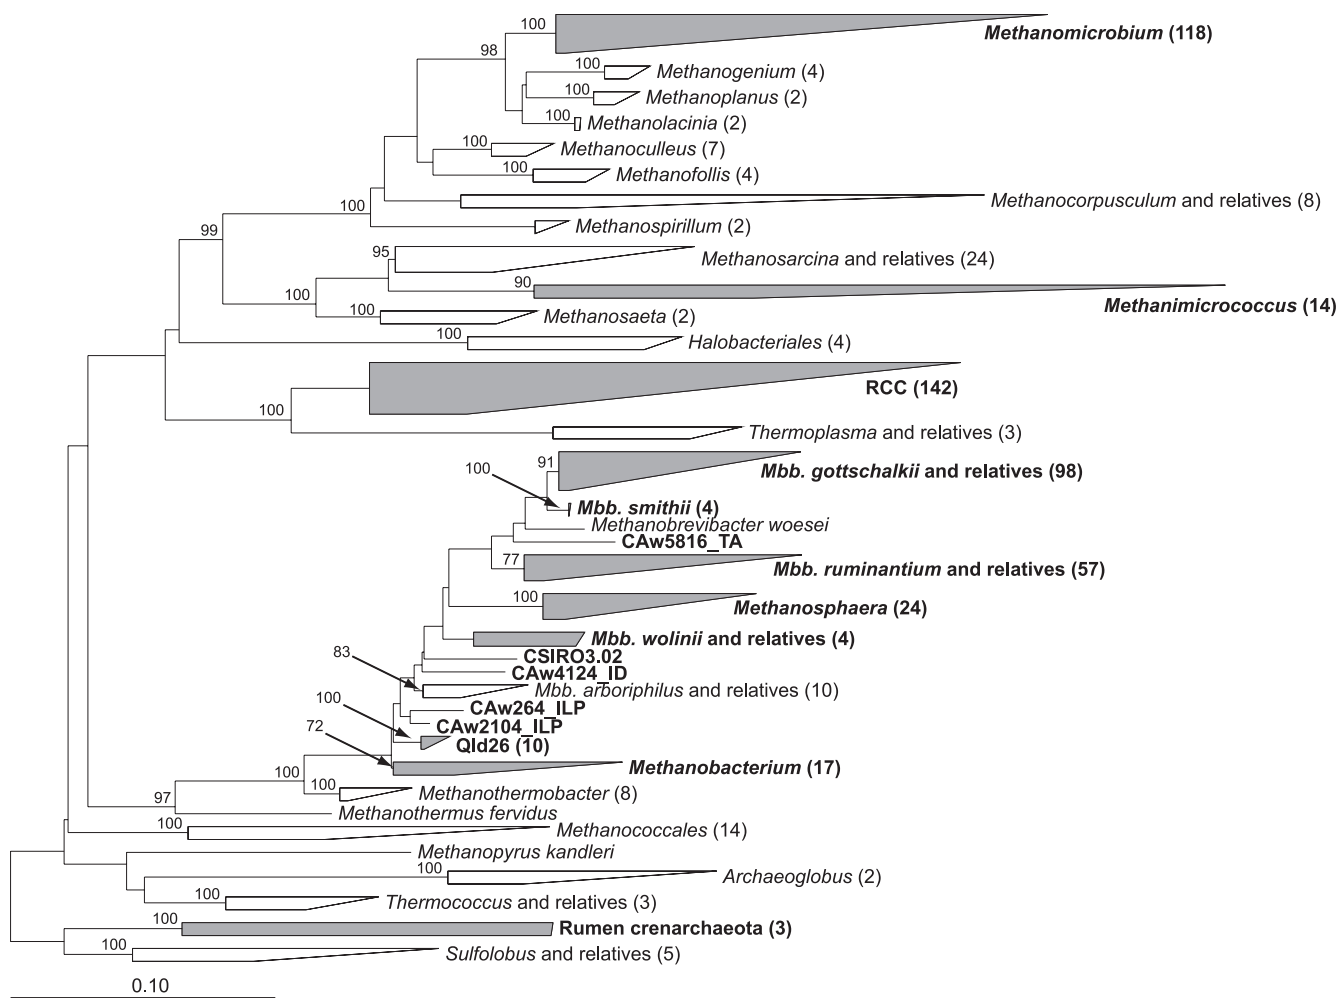 100
Methanomicrobium (118)
98
100
Methanogenium (4)
100
Methanoplanus (2)
100
Methanolacinia (2)
100
Methanoculleus (7)
100
Methanofollis (4)
100
Methanocorpusculum and relatives (8)
Methanospirillum (2)
99
95
Methanosarcina and relatives (24)
90
Methanimicrococcus (14)
100
100
Methanosaeta (2)
100
Halobacteriales (4)
RCC (142)
100
Thermoplasma and relatives (3)
91
Mbb. gottschalkii and relatives (98)
100
Mbb. smithii (4)
Methanobrevibacter woesei
CAw5816_TA
77
Mbb. ruminantium and relatives (57)
100
Methanosphaera (24)
Mbb. wolinii and relatives (4)
83
CSIRO3.02
CAw4124_ID
Mbb. arboriphilus and relatives (10)
100
CAw264_ILP
CAw2104_ILP
72
Qld26 (10)
Methanobacterium (17)
100
100
Methanothermobacter (8)
97
Methanothermus fervidus
100
Methanococcales (14)
Methanopyrus kandleri
100
Archaeoglobus (2)
100
Thermococcus and relatives (3)
100
Rumen crenarchaeota (3)
100
Sulfolobus and relatives (5)
0.10